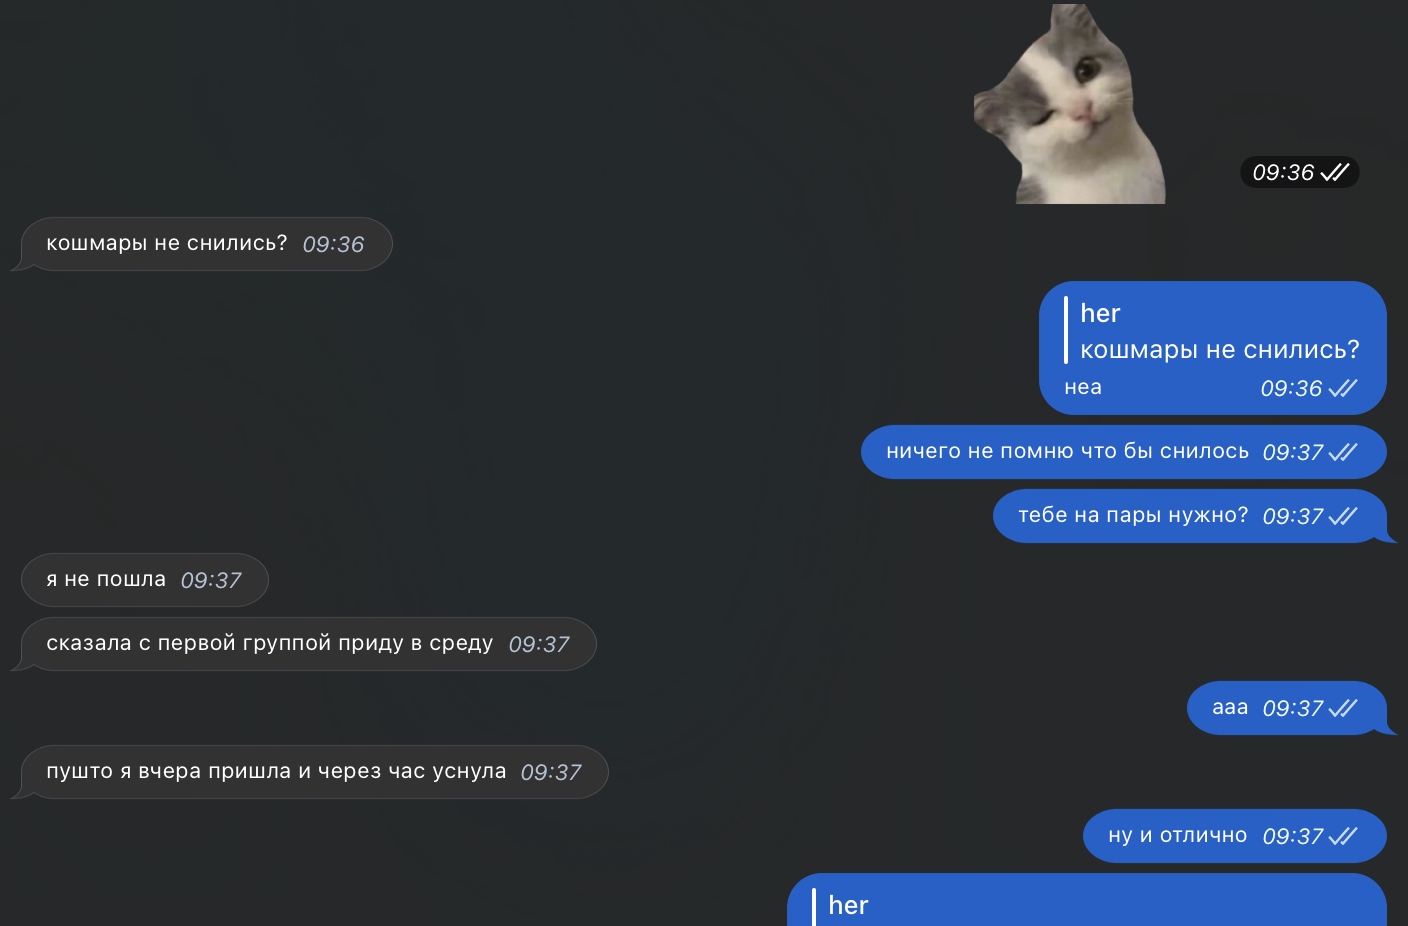 09:36
кошмары не снились? 09:36
her
кошмары не снились?
неа 09:36
ничего не помню что бы снилось 09:37
тебе на пары нужно? 09:37
я не пошла 09:37
сказала с первой группой приду в среду 09:37
ааа 09:37
пушто я вчера пришла и через час уснула 09:37
ну и отлично 09:37
her